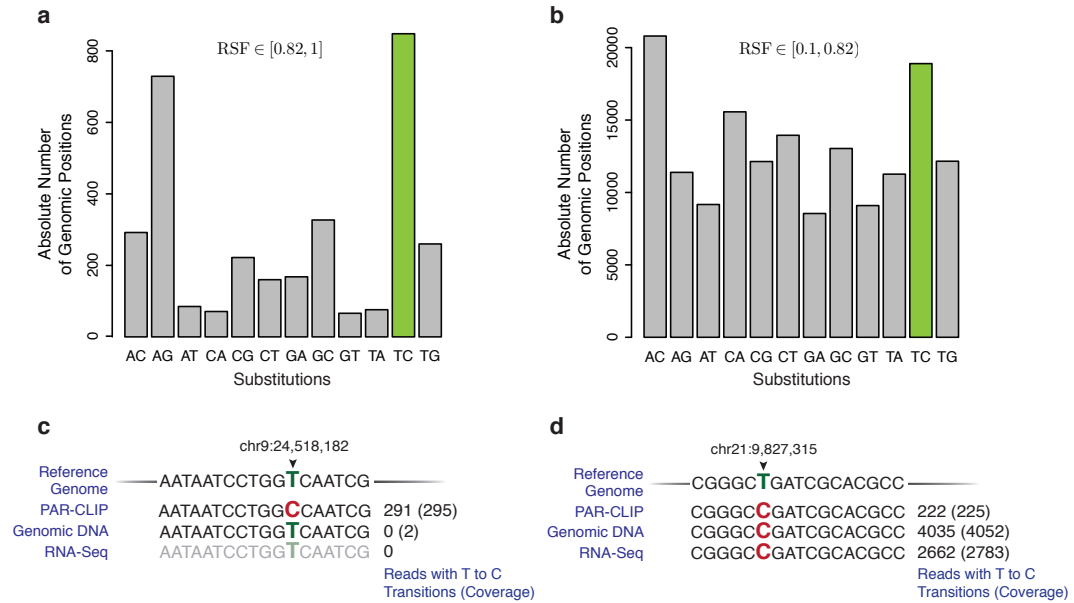 a
RSF ∈ [0.82, 1]
Absolute Number
of Genomic Positions
0
200
400
600
800
AC AG AT CA CG CT GA GC GT TA TC TG
Substitutions
b
RSF ∈ [0.1, 0.82)
Absolute Number
of Genomic Positions
0
5000
10000
15000
20000
AC AG AT CA CG CT GA GC GT TA TC TG
Substitutions
c
chr9:24,518,182
Reference
Genome
AATAATCCTGGTCAATCG
PAR-CLIP AATAATCCTGGCCAATCG 291 (295)
Genomic DNA AATAATCCTGGTCAATCG 0 (2)
RNA-Seq AATAATCCTGGTCAATCG 0
Reads with T to C
Transitions (Coverage)
d
chr21:9,827,315
Reference
Genome
CGGGCTGATCGCACGCC
PAR-CLIP CGGGCCGATCGCACGCC 222 (225)
Genomic DNA CGGGCCGATCGCACGCC 4035 (4052)
RNA-Seq CGGGCCGATCGCACGCC 2662 (2783)
Reads with T to C
Transitions (Coverage)